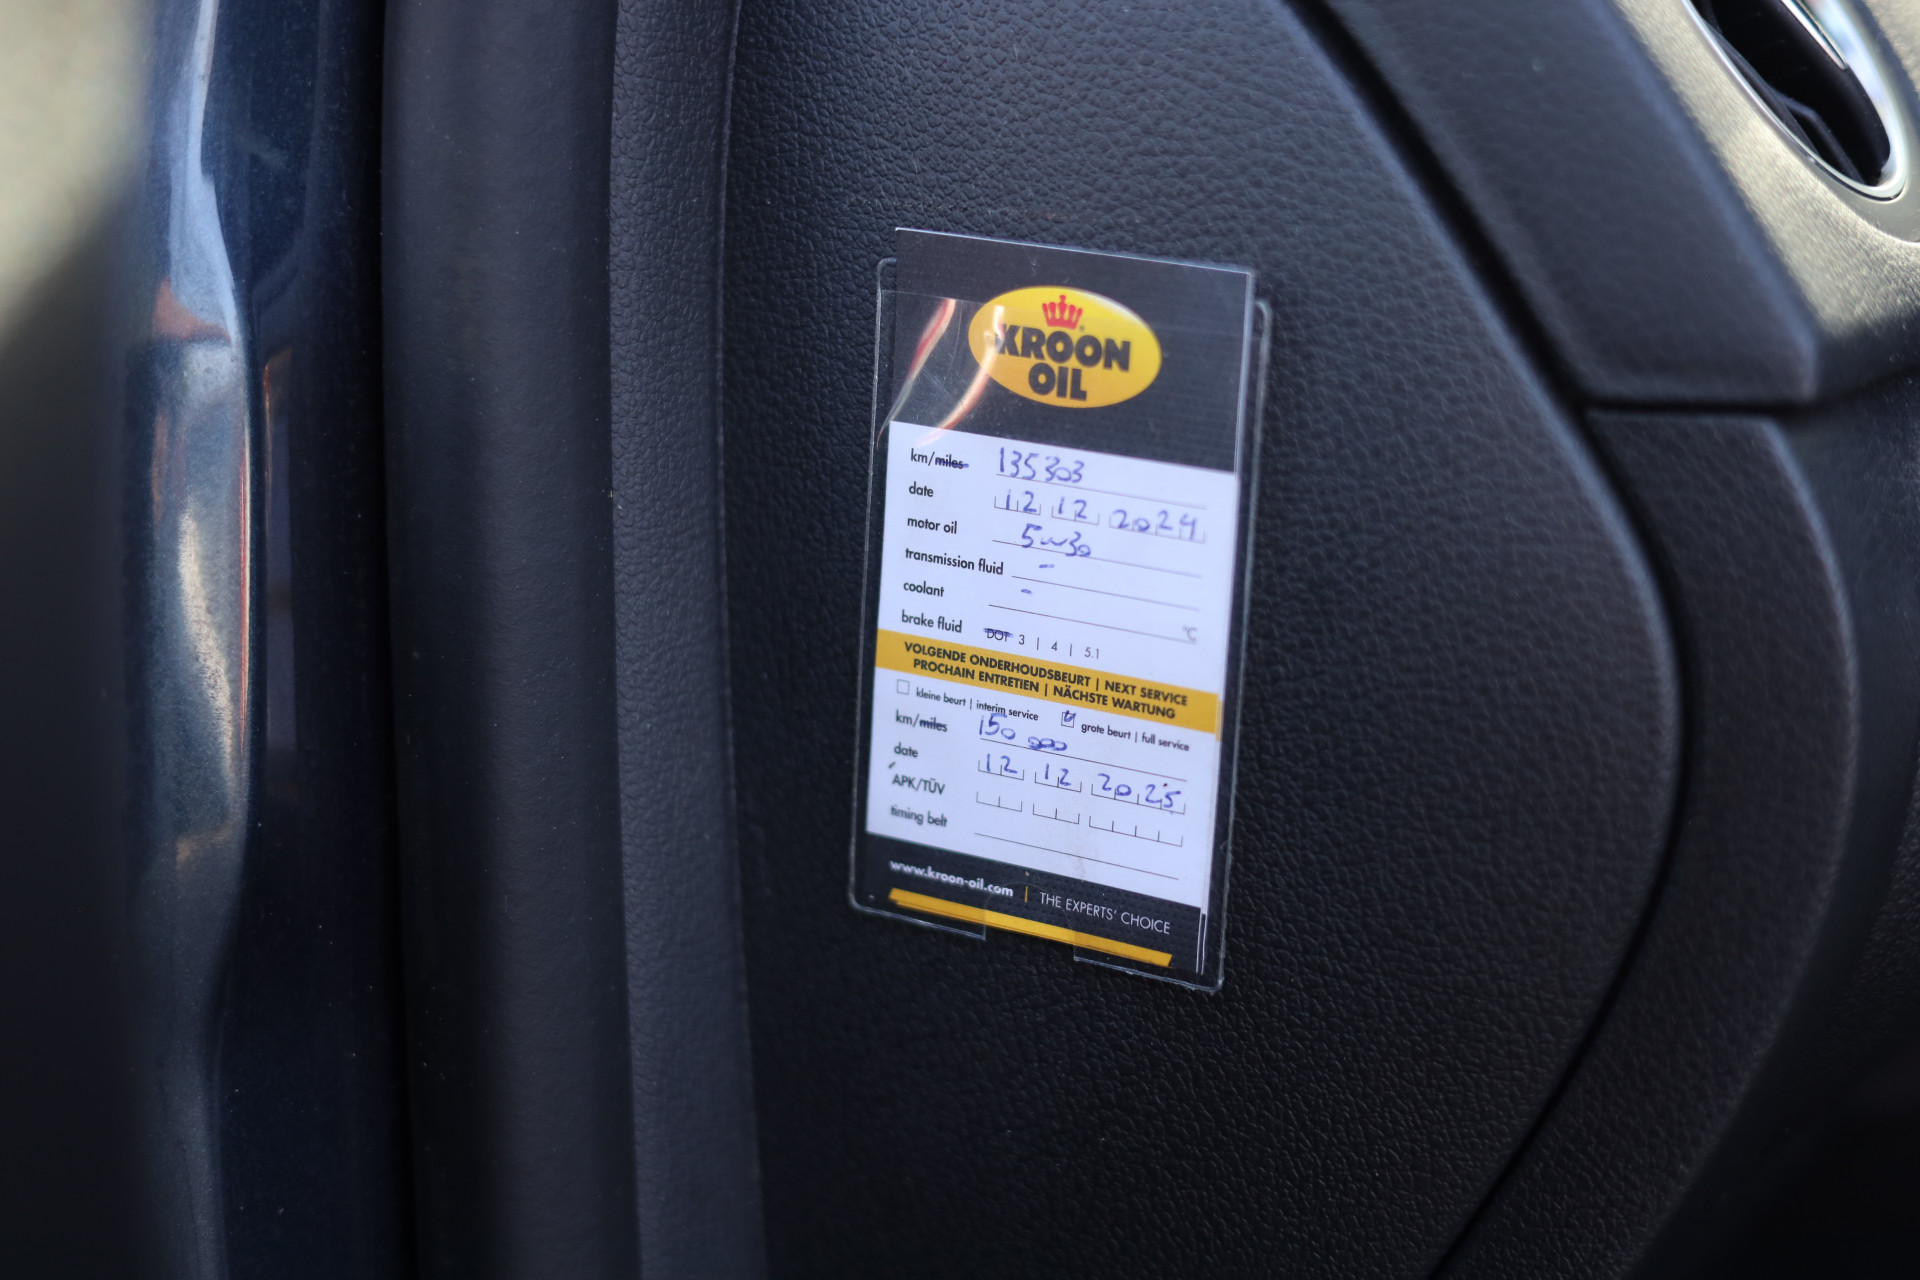 KROON
OIL
km/miles 135303
date 12 12 2024
motor oil 5w30
transmission fluid -
coolant - °C
brake fluid DOT 3 | 4 | 5.1
VOLGENDE ONDERHOUDSBEURT | NEXT SERVICE
PROCHAIN ENTRETIEN | NÄCHSTE WARTUNG
kleine beurt | interim service grote beurt | full service
km/miles 150 000
date 12 12 2025
APK/TÜV
timing belt
www.kroon-oil.com | THE EXPERTS' CHOICE